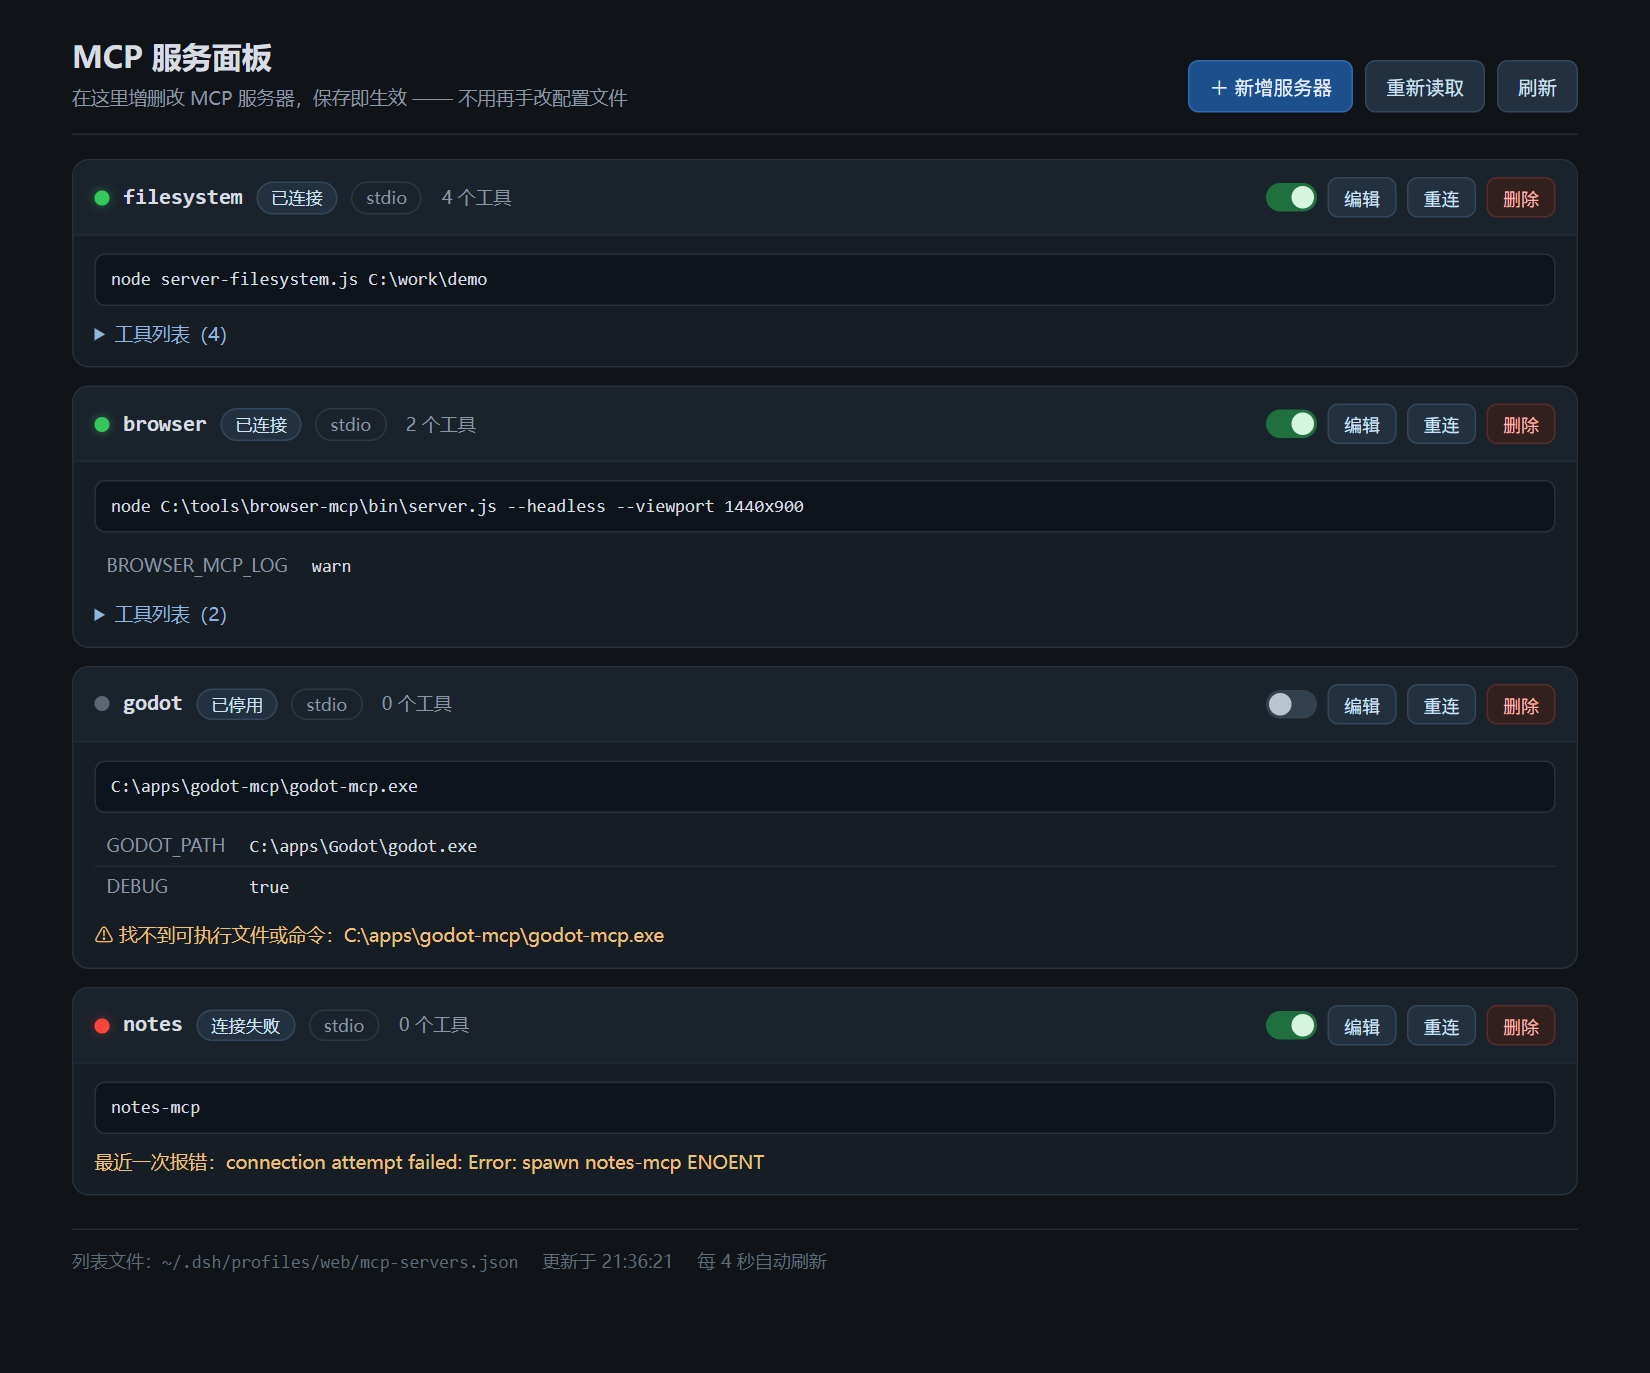 MCP 服务面板
在这里增删改 MCP 服务器，保存即生效 —— 不用再手改配置文件
＋ 新增服务器 重新读取 刷新
filesystem 已连接 stdio 4 个工具 编辑 重连 删除
node server-filesystem.js C:\work\demo
▶ 工具列表 (4)
browser 已连接 stdio 2 个工具 编辑 重连 删除
node C:\tools\browser-mcp\bin\server.js --headless --viewport 1440x900
BROWSER_MCP_LOG warn
▶ 工具列表 (2)
godot 已停用 stdio 0 个工具 编辑 重连 删除
C:\apps\godot-mcp\godot-mcp.exe
GODOT_PATH C:\apps\Godot\godot.exe
DEBUG true
⚠ 找不到可执行文件或命令：C:\apps\godot-mcp\godot-mcp.exe
notes 连接失败 stdio 0 个工具 编辑 重连 删除
notes-mcp
最近一次报错：connection attempt failed: Error: spawn notes-mcp ENOENT
列表文件：~/.dsh/profiles/web/mcp-servers.json 更新于 21:36:21 每 4 秒自动刷新